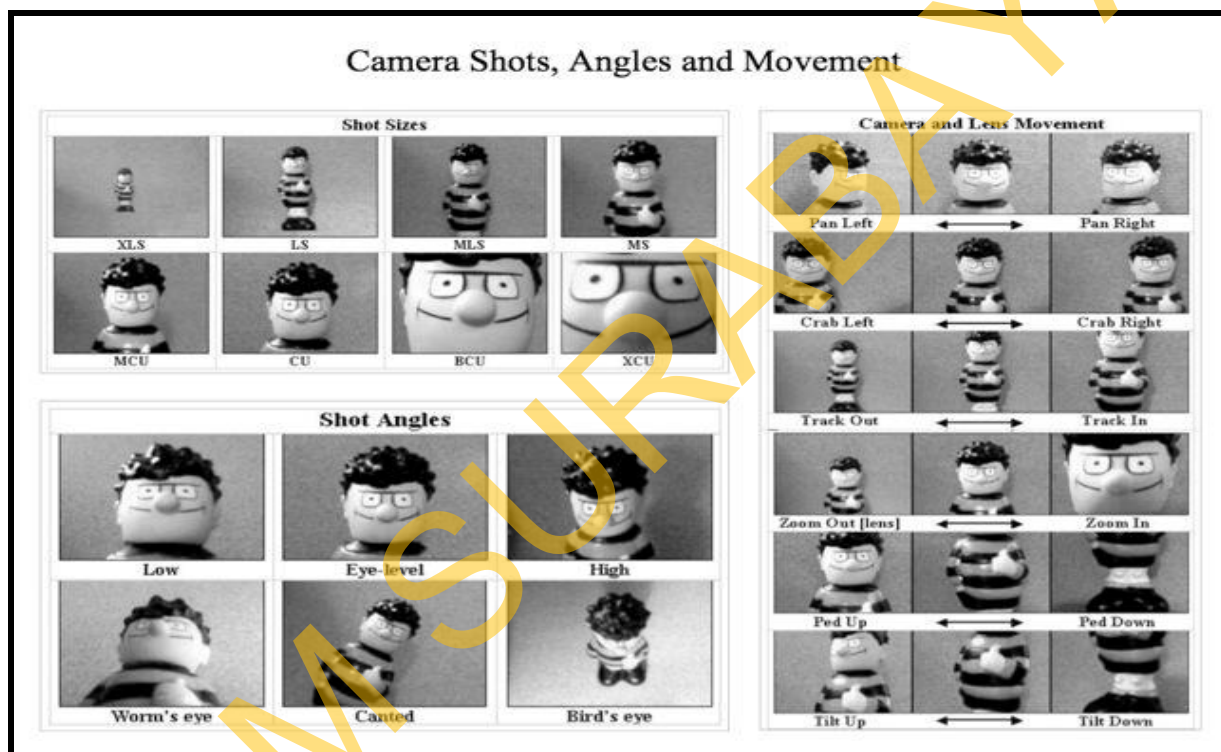 Camera Shots, Angles and Movement
Shot Sizes
XLS LS MLS MS
MCU CU BCU XCU
Shot Angles
Low Eye-level High
Worm's eye Canted Bird's eye
Camera and Lens Movement
Pan Left Pan Right
Crab Left Crab Right
Track Out Track In
Zoom Out [lens] Zoom In
Ped Up Ped Down
Tilt Up Tilt Down
M SURABAYA